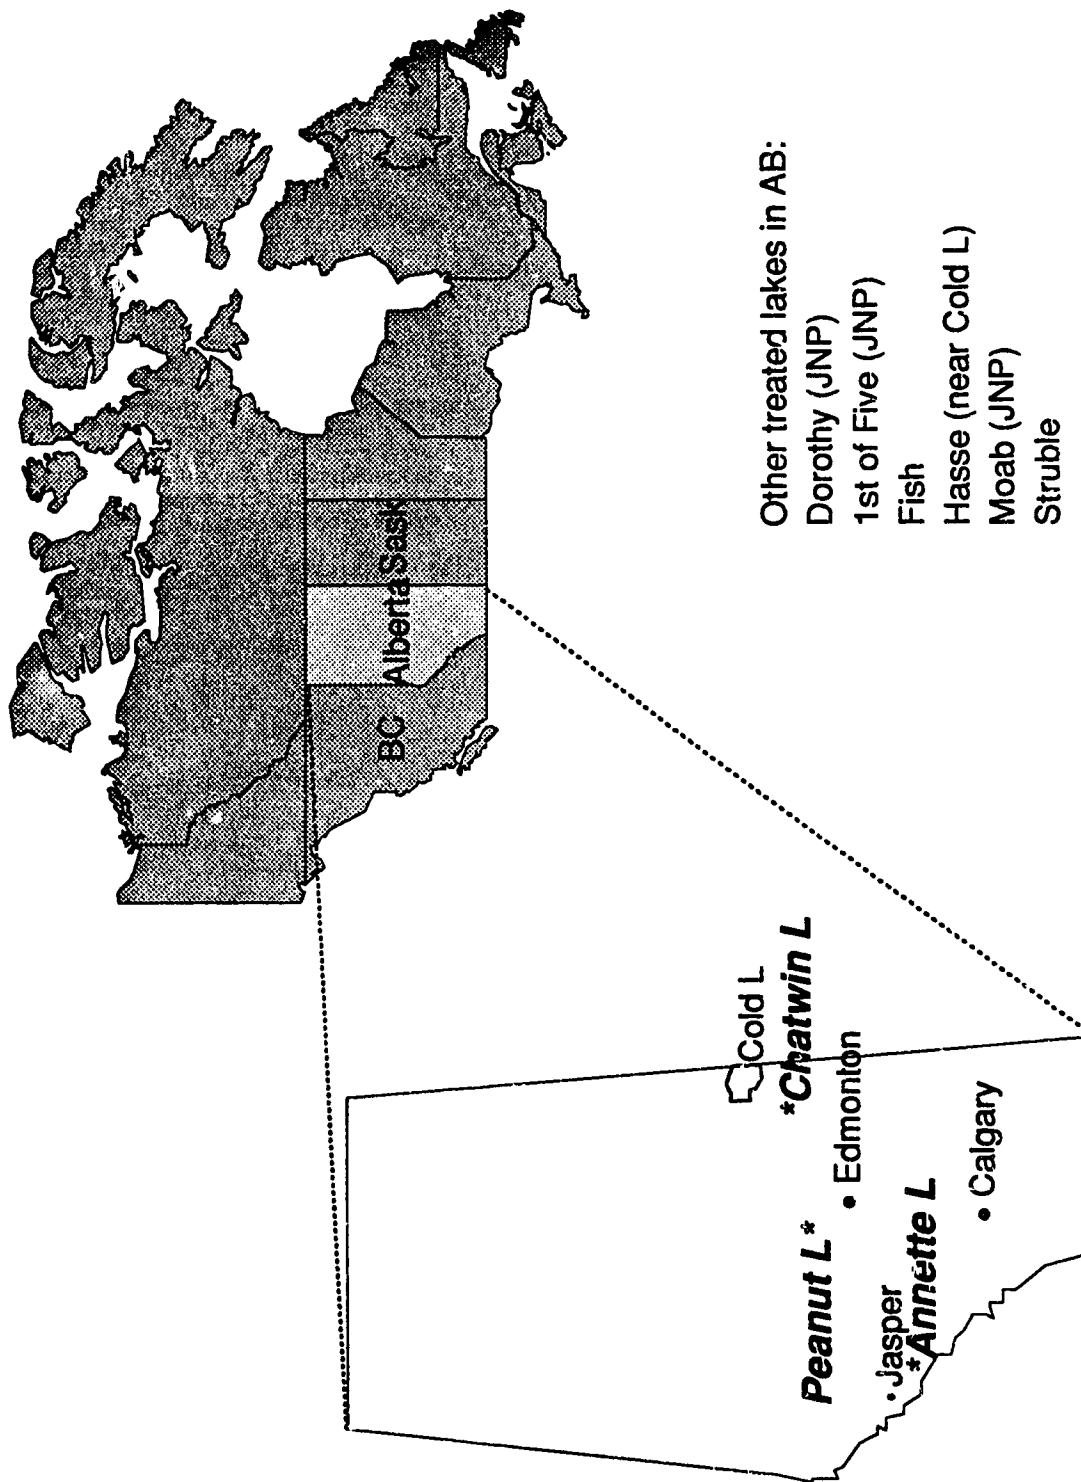 BC
Alberta
Sask
Cold L
*Chatwin L
Edmonton
Peanut L*
Jasper
*Annette L
Calgary
Other treated lakes in AB:
Dorothy (JNP)
1st of Five (JNP)
Fish
Hasse (near Cold L)
Moab (JNP)
Struble